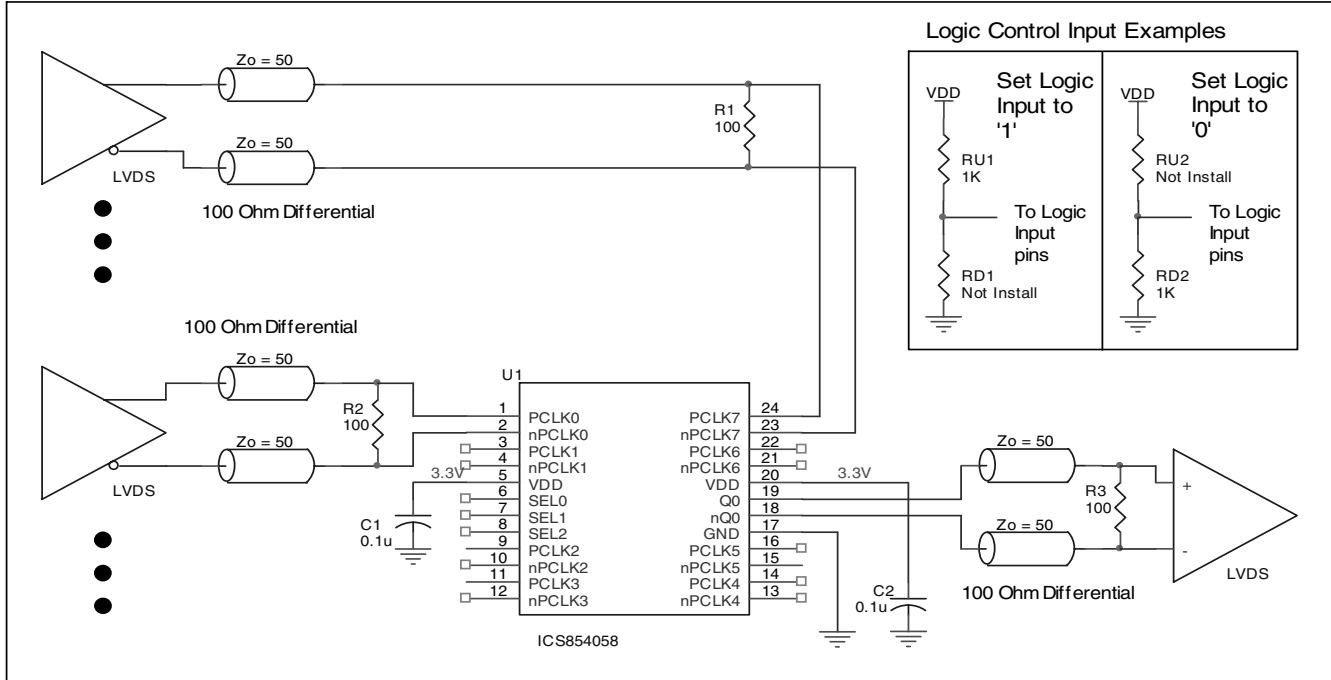 Logic Control Input Examples
Zo = 50
Zo = 50
LVDS
100 Ohm Differential
R1
100
VDD
Set Logic
Input to
'1'
RU1
1K
To Logic
Input
pins
RD1
Not Install
VDD
Set Logic
Input to
'0'
RU2
Not Install
To Logic
Input
pins
RD2
1K
100 Ohm Differential
Zo = 50
Zo = 50
LVDS
R2
100
U1
1 PCLK0
2 nPCLK0
3 PCLK1
4 nPCLK1
3.3V
5 VDD
6 SEL0
7 SEL1
8 SEL2
9 PCLK2
10 nPCLK2
11 PCLK3
12 nPCLK3
C1
0.1u
PCLK7 24
nPCLK7 23
PCLK6 22
nPCLK6 21
VDD 20
3.3V
Q0 19
nQ0 18
GND 17
PCLK5 16
nPCLK5 15
PCLK4 14
nPCLK4 13
ICS854058
C2
0.1u
Zo = 50
Zo = 50
R3
100
+
-
LVDS
100 Ohm Differential